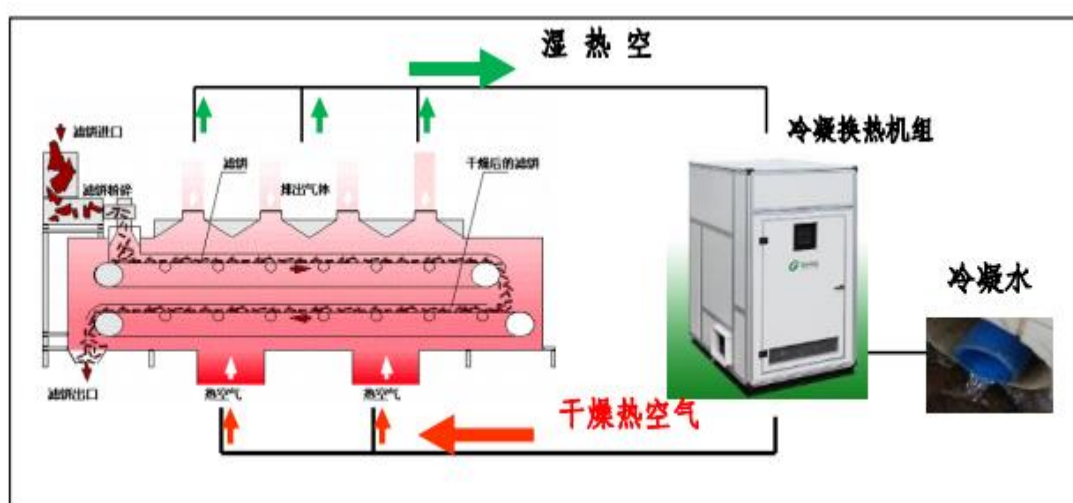 湿 热 空
滤饼进口
冷凝换热机组
滤饼
干燥后的滤饼
滤饼粉碎
排出气体
冷凝水
滤饼出口
热空气
热空气
干燥热空气